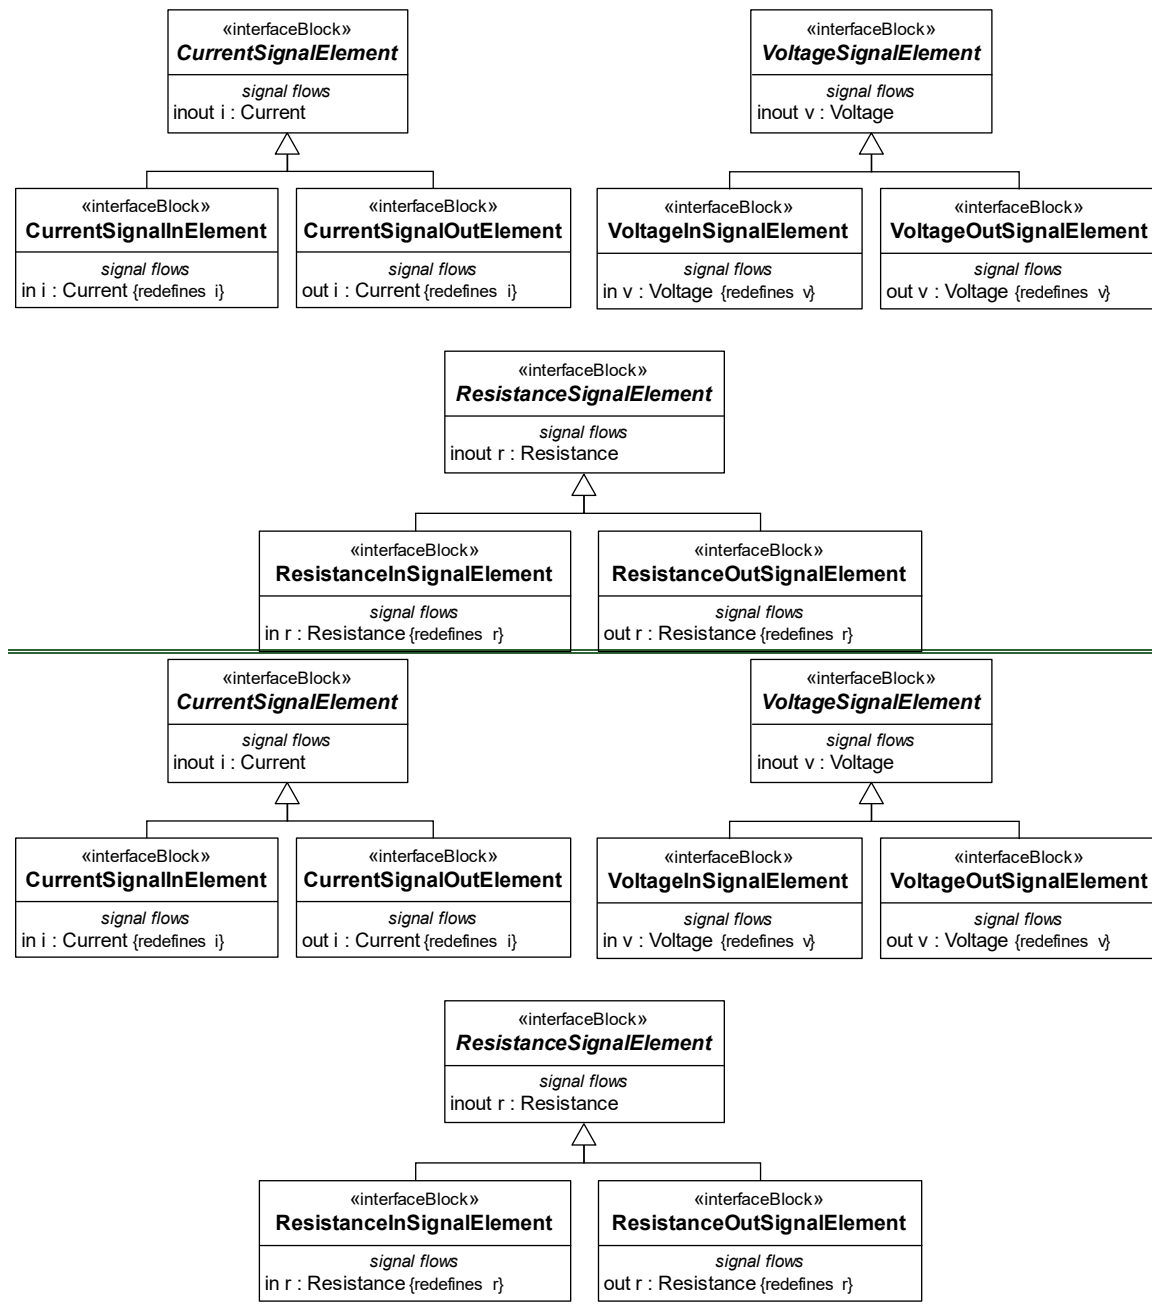 «interfaceBlock»
CurrentSignalElement
signal flows
inout i : Current
«interfaceBlock»
VoltageSignalElement
signal flows
inout v : Voltage
«interfaceBlock»
CurrentSignalInElement
signal flows
in i : Current {redefines i}
«interfaceBlock»
CurrentSignalOutElement
signal flows
out i : Current {redefines i}
«interfaceBlock»
VoltageInSignalElement
signal flows
in v : Voltage {redefines v}
«interfaceBlock»
VoltageOutSignalElement
signal flows
out v : Voltage {redefines v}
«interfaceBlock»
ResistanceSignalElement
signal flows
inout r : Resistance
«interfaceBlock»
ResistanceInSignalElement
signal flows
in r : Resistance {redefines r}
«interfaceBlock»
ResistanceOutSignalElement
signal flows
out r : Resistance {redefines r}
«interfaceBlock»
CurrentSignalElement
signal flows
inout i : Current
«interfaceBlock»
VoltageSignalElement
signal flows
inout v : Voltage
«interfaceBlock»
CurrentSignalInElement
signal flows
in i : Current {redefines i}
«interfaceBlock»
CurrentSignalOutElement
signal flows
out i : Current {redefines i}
«interfaceBlock»
VoltageInSignalElement
signal flows
in v : Voltage {redefines v}
«interfaceBlock»
VoltageOutSignalElement
signal flows
out v : Voltage {redefines v}
«interfaceBlock»
ResistanceSignalElement
signal flows
inout r : Resistance
«interfaceBlock»
ResistanceInSignalElement
signal flows
in r : Resistance {redefines r}
«interfaceBlock»
ResistanceOutSignalElement
signal flows
out r : Resistance {redefines r}